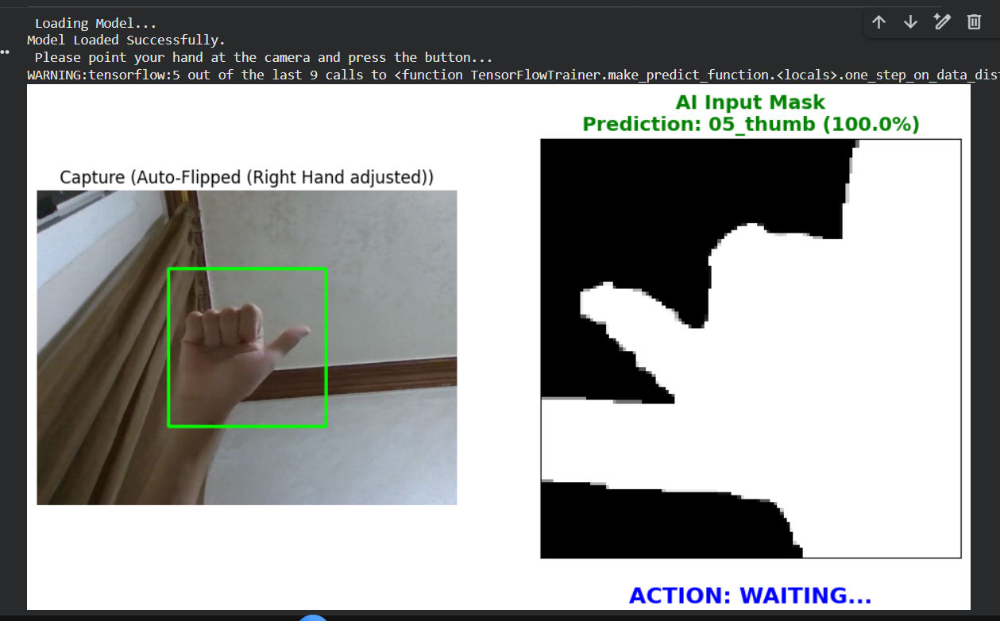 Loading Model...
Model Loaded Successfully.
Please point your hand at the camera and press the button...
WARNING:tensorflow:5 out of the last 9 calls to <function TensorFlowTrainer.make_predict_function.<locals>.one_step_on_data_dist
Capture (Auto-Flipped (Right Hand adjusted))
AI Input Mask
Prediction: 05_thumb (100.0%)
ACTION: WAITING...